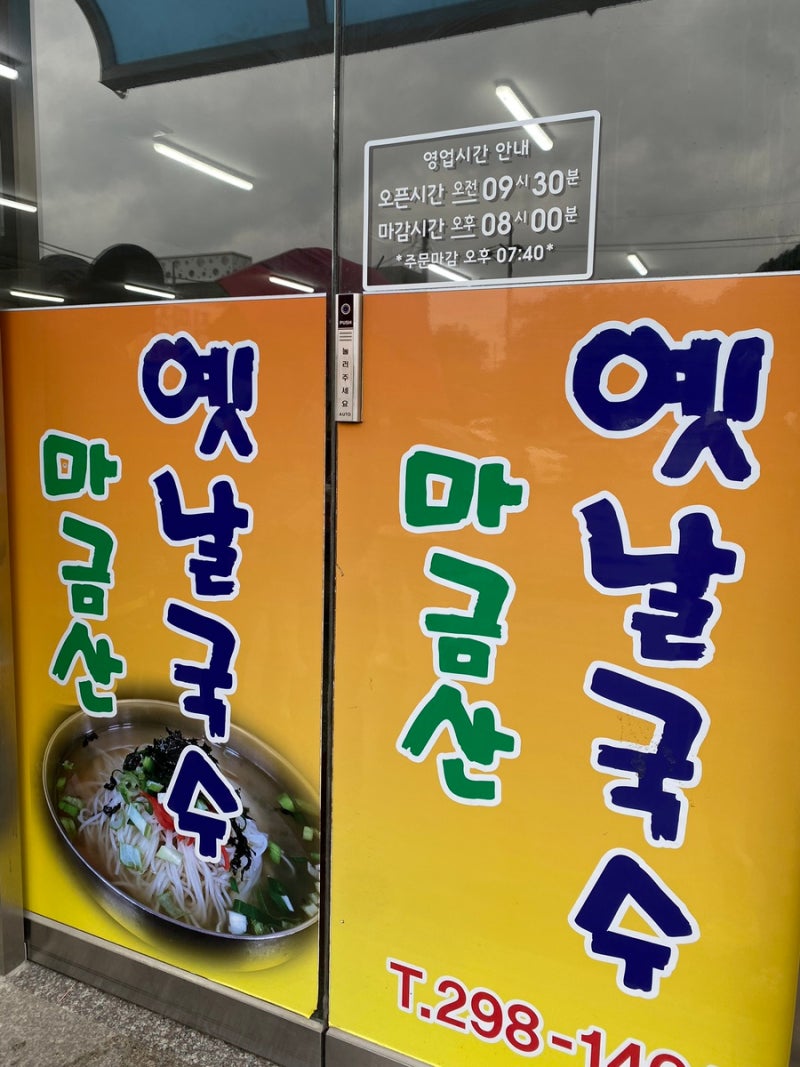 영업시간 안내
오픈시간 오전 09시 30분
마감시간 오후 08시 00분
*주문마감 오후 07:40*
PUSH
눌러주세요
AUTO
옛날국수
마금산
옛날국수
마금산
T.298-149